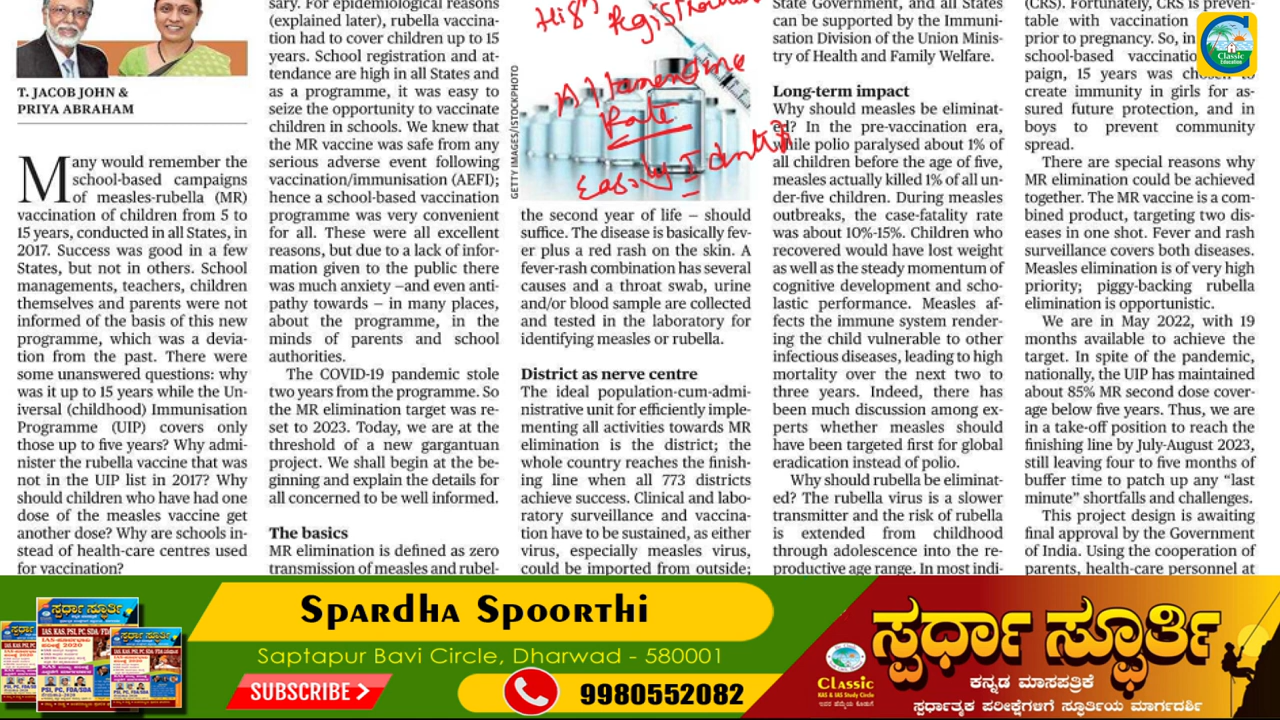 T. JACOB JOHN &
PRIYA ABRAHAM
Many would remember the
school-based campaigns
of measles-rubella (MR)
vaccination of children from 5 to
15 years, conducted in all States, in
2017. Success was good in a few
States, but not in others. School
managements, teachers, children
themselves and parents were not
informed of the basis of this new
programme, which was a devia-
tion from the past. There were
some unanswered questions: why
was it up to 15 years while the Un-
iversal (childhood) Immunisation
Programme (UIP) covers only
those up to five years? Why admi-
nister the rubella vaccine that was
not in the UIP list in 2017? Why
should children who have had one
dose of the measles vaccine get
another dose? Why are schools in-
stead of health-care centres used
for vaccination?
sary. For epidemiological reasons
(explained later), rubella vaccina-
tion had to cover children up to 15
years. School registration and at-
tendance are high in all States and
as a programme, it was easy to
seize the opportunity to vaccinate
children in schools. We knew that
the MR vaccine was safe from any
serious adverse event following
vaccination/immunisation (AEFI);
hence a school-based vaccination
programme was very convenient
for all. These were all excellent
reasons, but due to a lack of infor-
mation given to the public there
was much anxiety —and even anti-
pathy towards — in many places,
about the programme, in the
minds of parents and school
authorities.
The COVID-19 pandemic stole
two years from the programme. So
the MR elimination target was re-
set to 2023. Today, we are at the
threshold of a new gargantuan
project. We shall begin at the be-
ginning and explain the details for
all concerned to be well informed.
The basics
MR elimination is defined as zero
transmission of measles and rubel-
GETTY IMAGES/ISTOCKPHOTO
High
Rate
Easily
the second year of life — should
suffice. The disease is basically fev-
er plus a red rash on the skin. A
fever-rash combination has several
causes and a throat swab, urine
and/or blood sample are collected
and tested in the laboratory for
identifying measles or rubella.
District as nerve centre
The ideal population-cum-admi-
nistrative unit for efficiently imple-
menting all activities towards MR
elimination is the district; the
whole country reaches the finish-
ing line when all 773 districts
achieve success. Clinical and labo-
ratory surveillance and vaccina-
tion have to be sustained, as either
virus, especially measles virus,
could be imported from outside;
State Government, and all States
can be supported by the Immuni-
sation Division of the Union Minis-
try of Health and Family Welfare.
Long-term impact
Why should measles be eliminat-
ed? In the pre-vaccination era,
while polio paralysed about 1% of
all children before the age of five,
measles actually killed 1% of all un-
der-five children. During measles
outbreaks, the case-fatality rate
was about 10%-15%. Children who
recovered would have lost weight
as well as the steady momentum of
cognitive development and scho-
lastic performance. Measles af-
fects the immune system render-
ing the child vulnerable to other
infectious diseases, leading to high
mortality over the next two to
three years. Indeed, there has
been much discussion among ex-
perts whether measles should
have been targeted first for global
eradication instead of polio.
Why should rubella be eliminat-
ed? The rubella virus is a slower
transmitter and the risk of rubella
is extended from childhood
through adolescence into the re-
productive age range. In most indi-
(CRS). Fortunately, CRS is preven-
table with vaccination
prior to pregnancy. So, in
school-based vaccination
paign, 15 years was chosen to
create immunity in girls for as-
sured future protection, and in
boys to prevent community
spread.
There are special reasons why
MR elimination could be achieved
together. The MR vaccine is a com-
bined product, targeting two dis-
eases in one shot. Fever and rash
surveillance covers both diseases.
Measles elimination is of very high
priority; piggy-backing rubella
elimination is opportunistic.
We are in May 2022, with 19
months available to achieve the
target. In spite of the pandemic,
nationally, the UIP has maintained
about 85% MR second dose cover-
age below five years. Thus, we are
in a take-off position to reach the
finishing line by July-August 2023,
still leaving four to five months of
buffer time to patch up any “last
minute” shortfalls and challenges.
This project design is awaiting
final approval by the Government
of India. Using the cooperation of
parents, health-care personnel at
Classic
Education
ಸ್ಪರ್ಧಾ ಸ್ಫೂರ್ತಿ
Spardha Spoorthi
Saptapur Bavi Circle, Dharwad - 580001
SUBSCRIBE
9980552082
Classic
KAS & IAS Study Circle
ಸ್ಪರ್ಧಾ ಸ್ಫೂರ್ತಿ
ಕನ್ನಡ ಮಾಸಪತ್ರಿಕೆ
ಸ್ಪರ್ಧಾತ್ಮಕ ಪರೀಕ್ಷೆಗಳಿಗೆ ಸ್ಫೂರ್ತಿಯ ಮಾರ್ಗದರ್ಶಿ